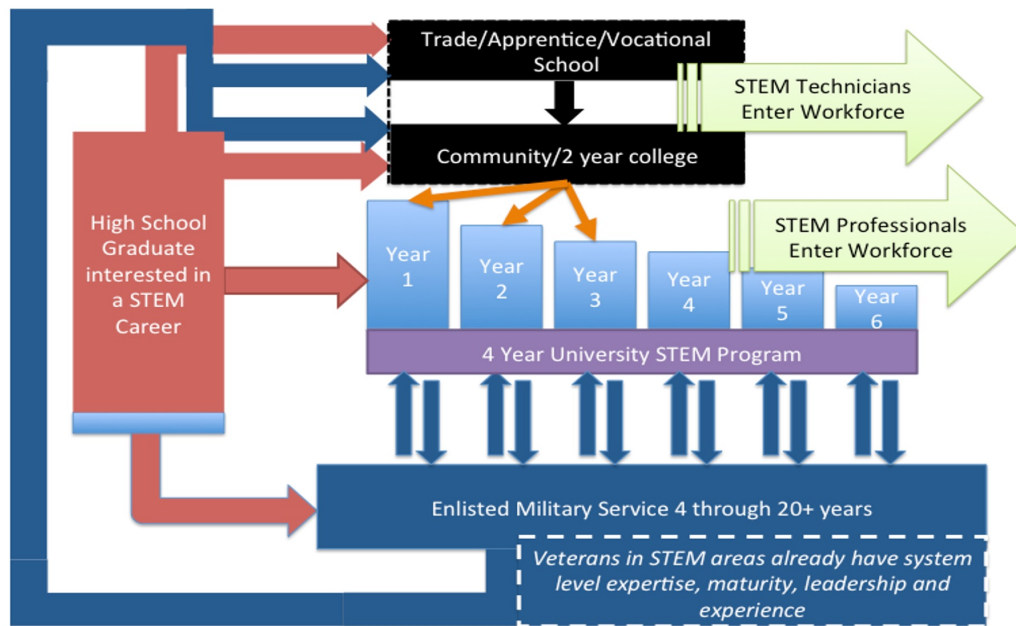 Trade/Apprentice/Vocational
School
STEM Technicians
Enter Workforce
Community/2 year college
High School
Graduate
interested in
a STEM
Career
STEM Professionals
Enter Workforce
Year
1
Year
2
Year
3
Year
4
Year
5
Year
6
4 Year University STEM Program
Enlisted Military Service 4 through 20+ years
Veterans in STEM areas already have system
level expertise, maturity, leadership and
experience